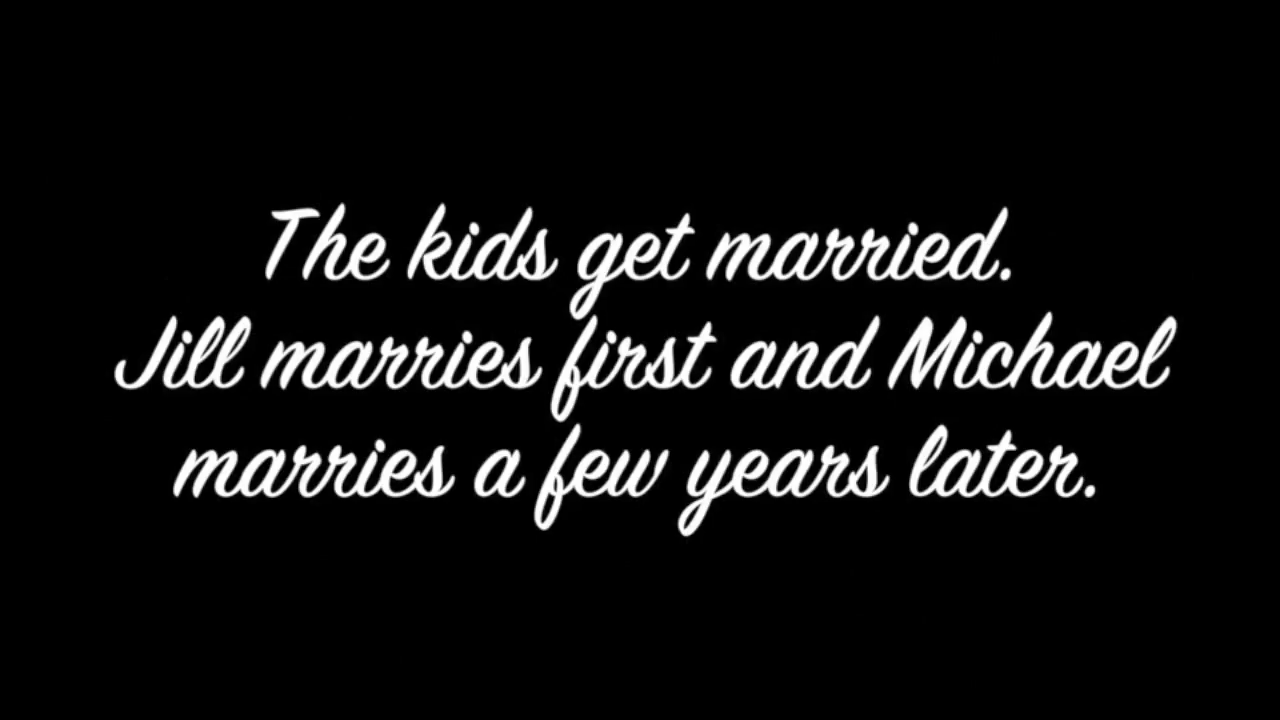 The kids get married.
Jill marries first and Michael
marries a few years later.